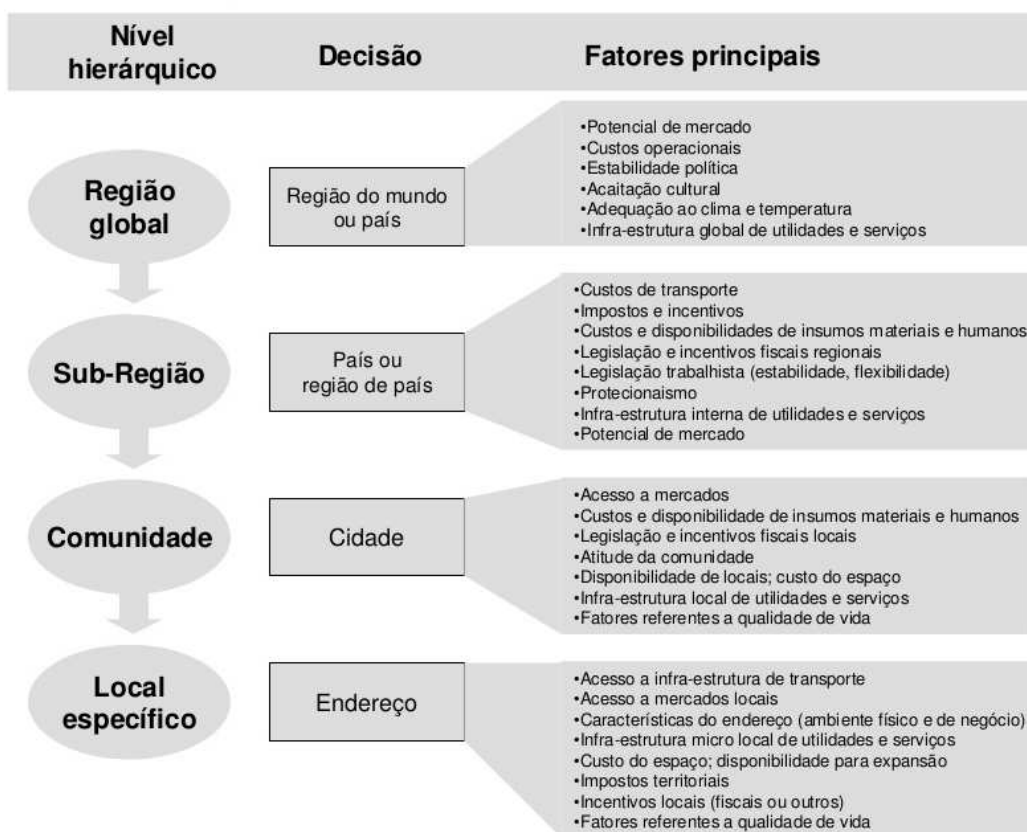 Nível
hierárquico
Decisão
Fatores principais
Região
global
Região do mundo
ou país
•Potencial de mercado
•Custos operacionais
•Estabilidade política
•Acaitação cultural
•Adequação ao clima e temperatura
•Infra-estrutura global de utilidades e serviços
Sub-Região
País ou
região de país
•Custos de transporte
•Impostos e incentivos
•Custos e disponibilidades de insumos materiais e humanos
•Legislação e incentivos fiscais regionais
•Legislação trabalhista (estabilidade, flexibilidade)
•Protecionaismo
•Infra-estrutura interna de utilidades e serviços
•Potencial de mercado
Comunidade
Cidade
•Acesso a mercados
•Custos e disponibilidade de insumos materiais e humanos
•Legislação e incentivos fiscais locais
•Atitude da comunidade
•Disponibilidade de locais; custo do espaço
•Infra-estrutura local de utilidades e serviços
•Fatores referentes a qualidade de vida
Local
específico
Endereço
•Acesso a infra-estrutura de transporte
•Acesso a mercados locais
•Características do endereço (ambiente físico e de negócio)
•Infra-estrutura micro local de utilidades e serviços
•Custo do espaço; disponibilidade para expansão
•Impostos territoriais
•Incentivos locais (fiscais ou outros)
•Fatores referentes a qualidade de vida